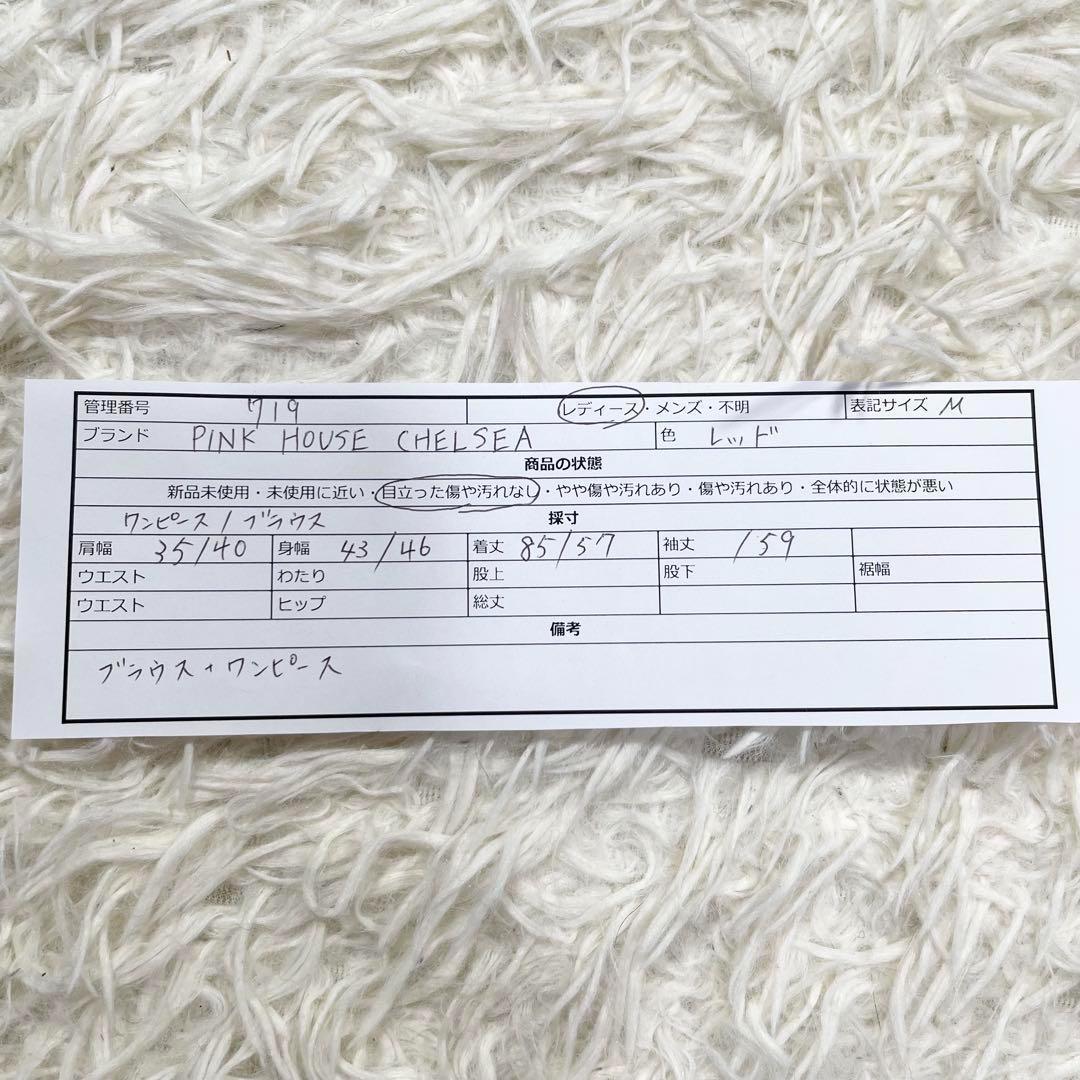 管理番号 719 レディース・メンズ・不明 表記サイズ M
ブランド PINK HOUSE CHELSEA 色 レッド
商品の状態
新品未使用・未使用に近い・目立った傷や汚れなし・やや傷や汚れあり・傷や汚れあり・全体的に状態が悪い
ワンピース/ブラウス 採寸
肩幅 35/40 身幅 43/46 着丈 85/57 袖丈 /59
ウエスト わたり 股上 股下 裾幅
ウエスト ヒップ 総丈
備考
ブラウス+ワンピース